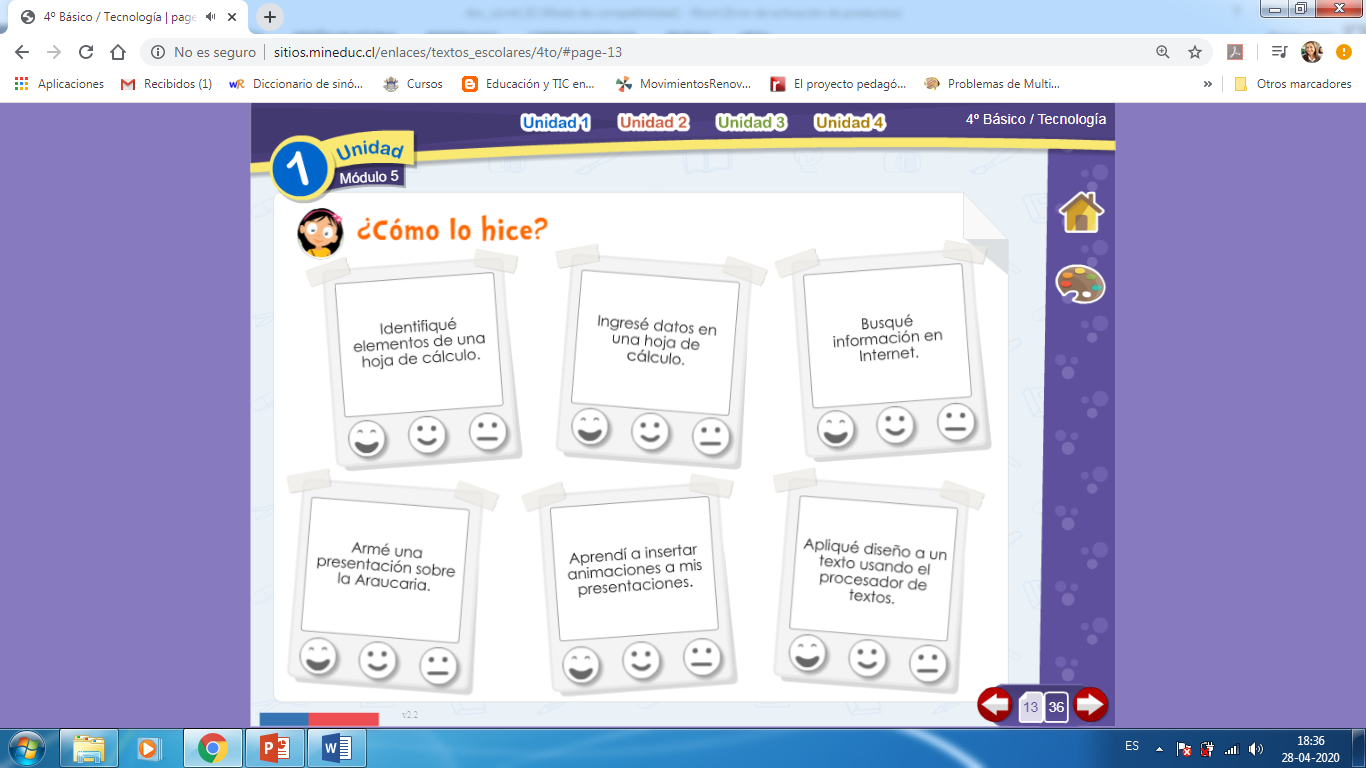 4º Básico / Tecnología | page
No es seguro | sitios.mineduc.cl/enlaces/textos_escolares/4to/#page-13
Aplicaciones
Recibidos (1)
Diccionario de sinó...
Cursos
Educación y TIC en...
MovimientosRenov...
El proyecto pedagó...
Problemas de Multi...
»
Otros marcadores
Unidad 1
Unidad 2
Unidad 3
Unidad 4
4º Básico / Tecnología
1
Unidad
Módulo 5
¿Cómo lo hice?
Identifiqué
elementos de una
hoja de cálculo.
Ingresé datos en
una hoja de
cálculo.
Busqué
información en
Internet.
Armé una
presentación sobre
la Araucaria.
Aprendí a insertar
animaciones a mis
presentaciones.
Apliqué diseño a un
texto usando el
procesador de
textos.
13
36
v2.2
ES
18:36
28-04-2020